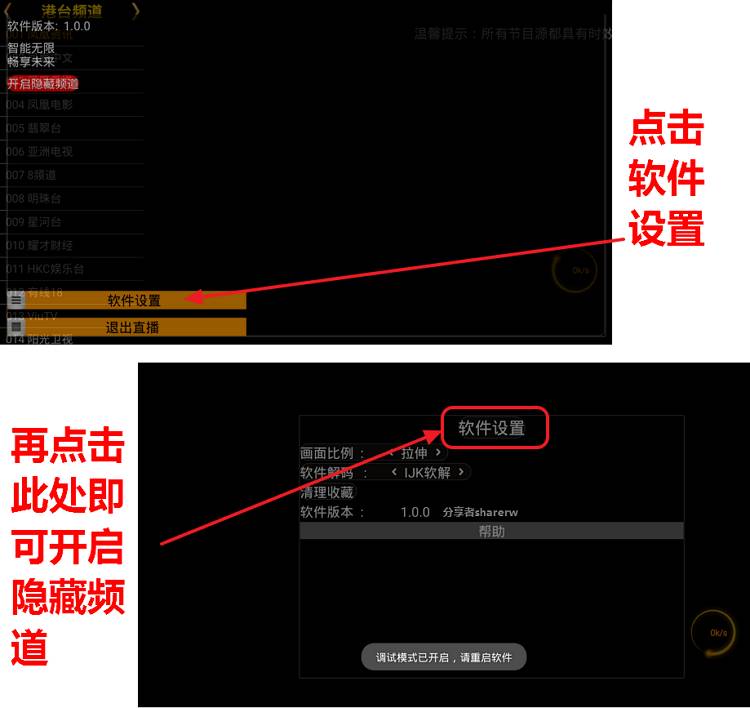 港台频道
软件版本: 1.0.0
温馨提示：所有节目源都具有时效
智能无限
畅享未来
开启隐藏频道
004 凤凰电影
005 翡翠台
006 亚洲电视
007 8频道
008 明珠台
009 星河台
010 耀才财经
011 HKC娱乐台
012 有线18
软件设置
013 ViuTV
退出直播
014 阳光卫视
0k/s
点击
软件
设置
再点击
此处即
可开启
隐藏频
道
软件设置
画面比例： 拉伸
软件解码 ： IJK软解
清理收藏
软件版本 ： 1.0.0 分享者sharerw
帮助
0k/s
调试模式已开启，请重启软件